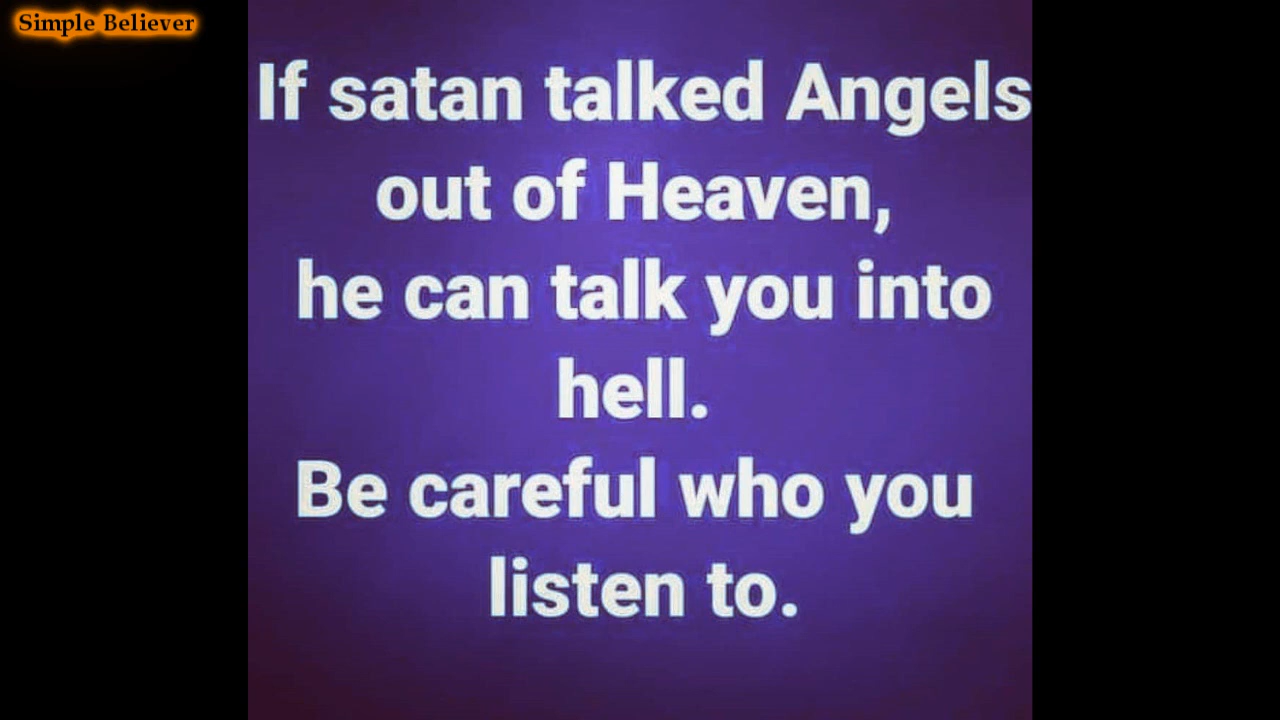 Simple Believer
If satan talked Angels
out of Heaven,
he can talk you into
hell.
Be careful who you
listen to.